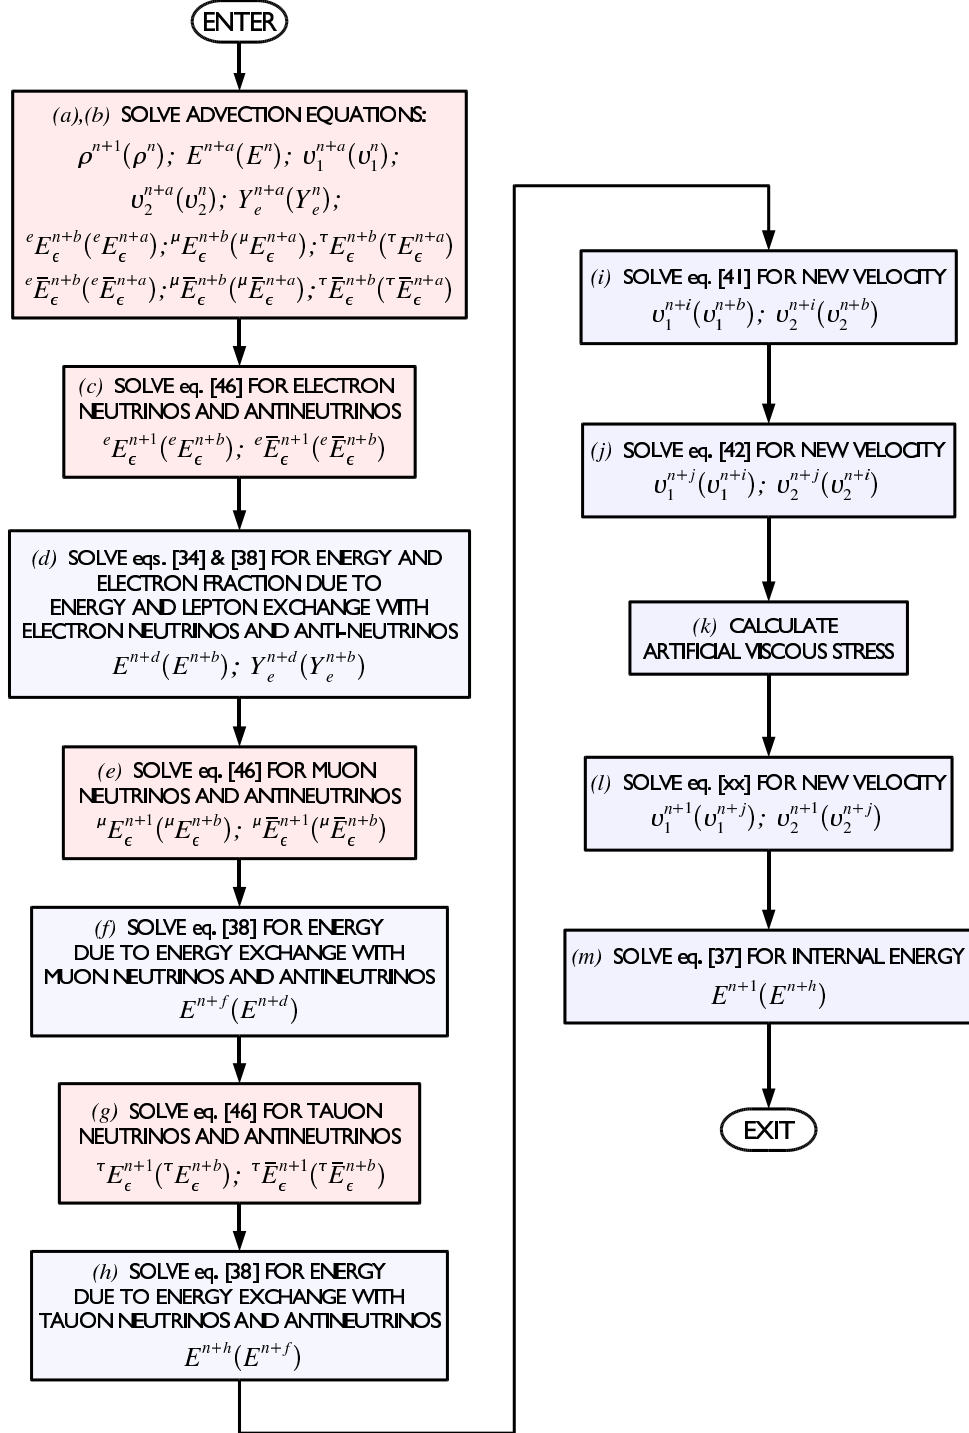 ENTER
(a),(b) SOLVE ADVECTION EQUATIONS:
ρ^{n+1}(ρ^n); E^{n+a}(E^n); υ_1^{n+a}(υ_1^n);
υ_2^{n+a}(υ_2^n); Y_e^{n+a}(Y_e^n);
^eE_ϵ^{n+b}(^eE_ϵ^{n+a}); ^μE_ϵ^{n+b}(^μE_ϵ^{n+a}); ^τE_ϵ^{n+b}(^τE_ϵ^{n+a})
^eĒ_ϵ^{n+b}(^eĒ_ϵ^{n+a}); ^μĒ_ϵ^{n+b}(^μĒ_ϵ^{n+a}); ^τĒ_ϵ^{n+b}(^τĒ_ϵ^{n+a})
(c) SOLVE eq. [46] FOR ELECTRON
NEUTRINOS AND ANTINEUTRINOS
^eE_ϵ^{n+1}(^eE_ϵ^{n+b}); ^eĒ_ϵ^{n+1}(^eĒ_ϵ^{n+b})
(d) SOLVE eqs. [34] & [38] FOR ENERGY AND
ELECTRON FRACTION DUE TO
ENERGY AND LEPTON EXCHANGE WITH
ELECTRON NEUTRINOS AND ANTI-NEUTRINOS
E^{n+d}(E^{n+b}); Y_e^{n+d}(Y_e^{n+b})
(e) SOLVE eq. [46] FOR MUON
NEUTRINOS AND ANTINEUTRINOS
^μE_ϵ^{n+1}(^μE_ϵ^{n+b}); ^μĒ_ϵ^{n+1}(^μĒ_ϵ^{n+b})
(f) SOLVE eq. [38] FOR ENERGY
DUE TO ENERGY EXCHANGE WITH
MUON NEUTRINOS AND ANTINEUTRINOS
E^{n+f}(E^{n+d})
(g) SOLVE eq. [46] FOR TAUON
NEUTRINOS AND ANTINEUTRINOS
^τE_ϵ^{n+1}(^τE_ϵ^{n+b}); ^τĒ_ϵ^{n+1}(^τĒ_ϵ^{n+b})
(h) SOLVE eq. [38] FOR ENERGY
DUE TO ENERGY EXCHANGE WITH
TAUON NEUTRINOS AND ANTINEUTRINOS
E^{n+h}(E^{n+f})
(i) SOLVE eq. [41] FOR NEW VELOCITY
υ_1^{n+i}(υ_1^{n+b}); υ_2^{n+i}(υ_2^{n+b})
(j) SOLVE eq. [42] FOR NEW VELOCITY
υ_1^{n+j}(υ_1^{n+i}); υ_2^{n+j}(υ_2^{n+i})
(k) CALCULATE
ARTIFICIAL VISCOUS STRESS
(l) SOLVE eq. [xx] FOR NEW VELOCITY
υ_1^{n+1}(υ_1^{n+j}); υ_2^{n+1}(υ_2^{n+j})
(m) SOLVE eq. [37] FOR INTERNAL ENERGY
E^{n+1}(E^{n+h})
EXIT